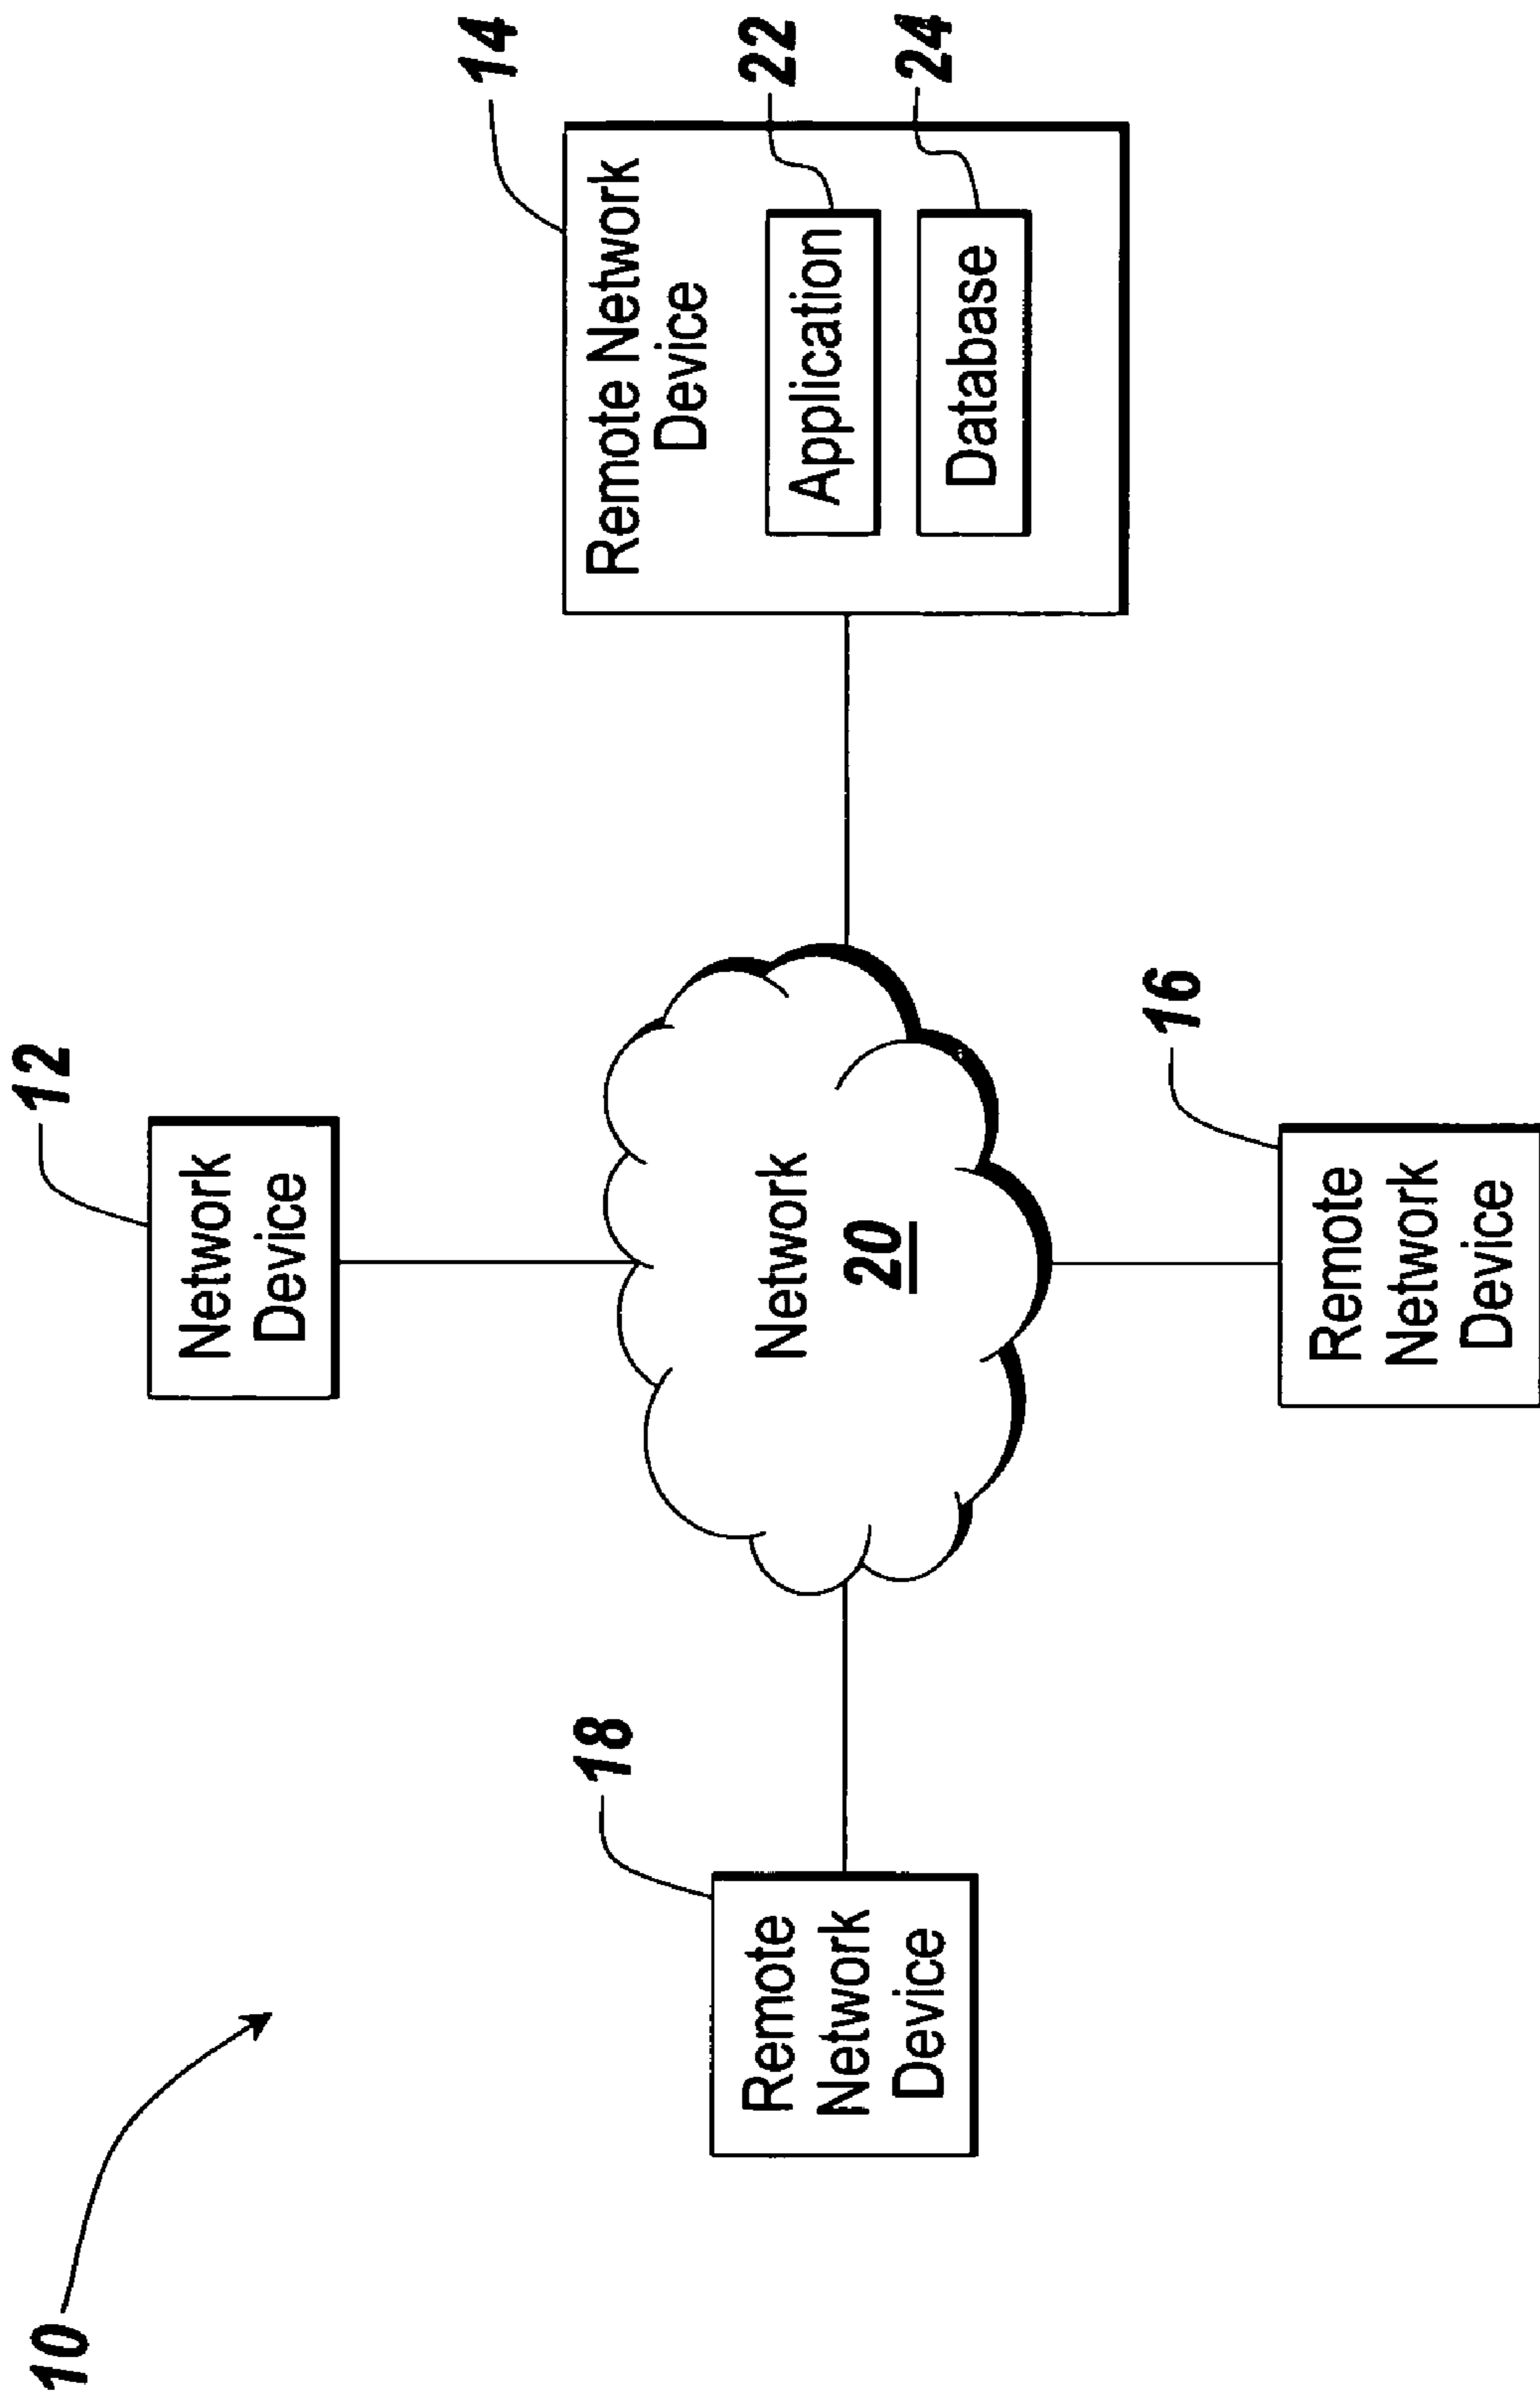 10
12
Network
Device
14
Remote Network
Device
22
Application
24
Database
18
Remote
Network
Device
Network
20
16
Remote
Network
Device